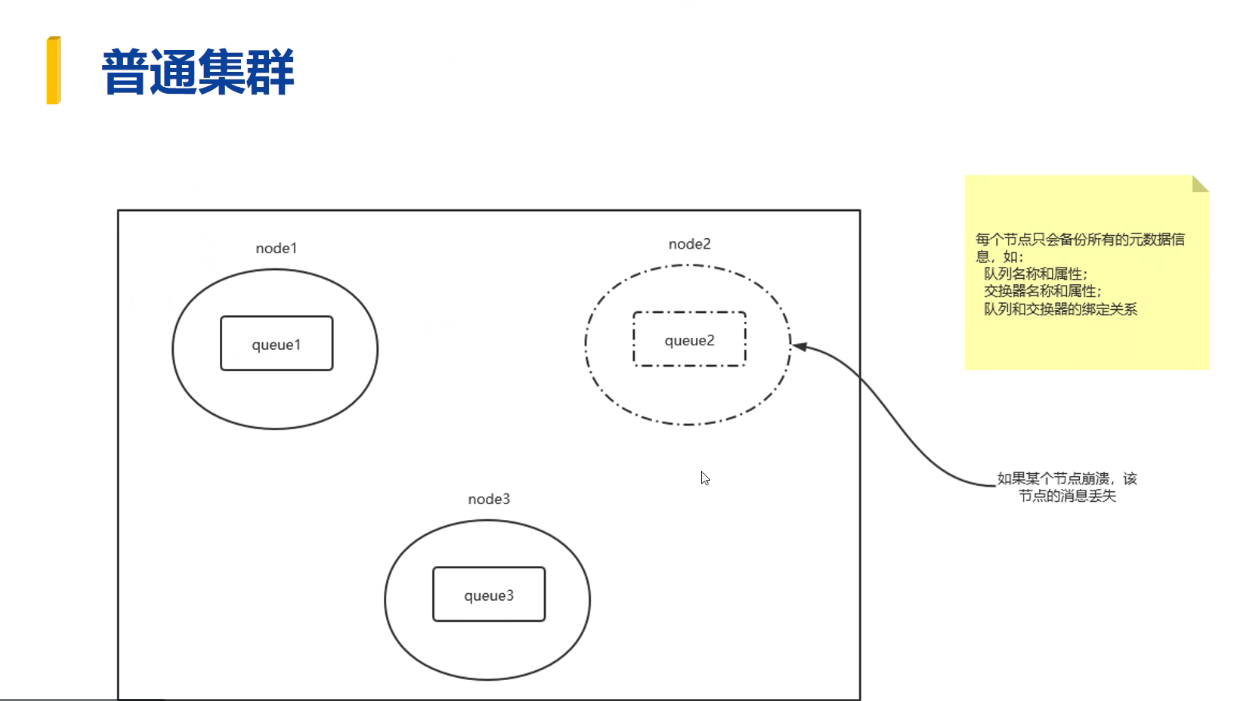 普通集群
node1
queue1
node2
queue2
node3
queue3
每个节点只会备份所有的元数据信
息，如：
队列名称和属性；
交换器名称和属性；
队列和交换器的绑定关系
如果某个节点崩溃，该
节点的消息丢失